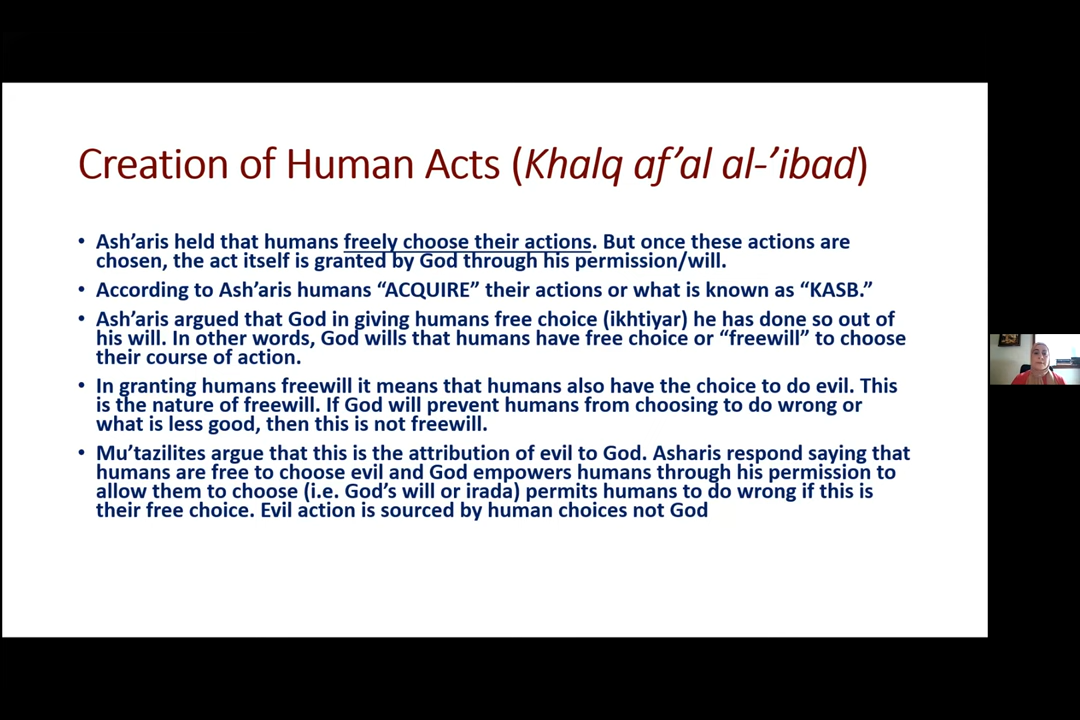 Creation of Human Acts (Khalq af’al al-’ibad)
• Ash’aris held that humans freely choose their actions. But once these actions are
chosen, the act itself is granted by God through his permission/will.
• According to Ash’aris humans “ACQUIRE” their actions or what is known as “KASB.”
• Ash’aris argued that God in giving humans free choice (ikhtiyar) he has done so out of
his will. In other words, God wills that humans have free choice or “freewill” to choose
their course of action.
• In granting humans freewill it means that humans also have the choice to do evil. This
is the nature of freewill. If God will prevent humans from choosing to do wrong or
what is less good, then this is not freewill.
• Mu’tazilites argue that this is the attribution of evil to God. Asharis respond saying that
humans are free to choose evil and God empowers humans through his permission to
allow them to choose (i.e. God’s will or irada) permits humans to do wrong if this is
their free choice. Evil action is sourced by human choices not God